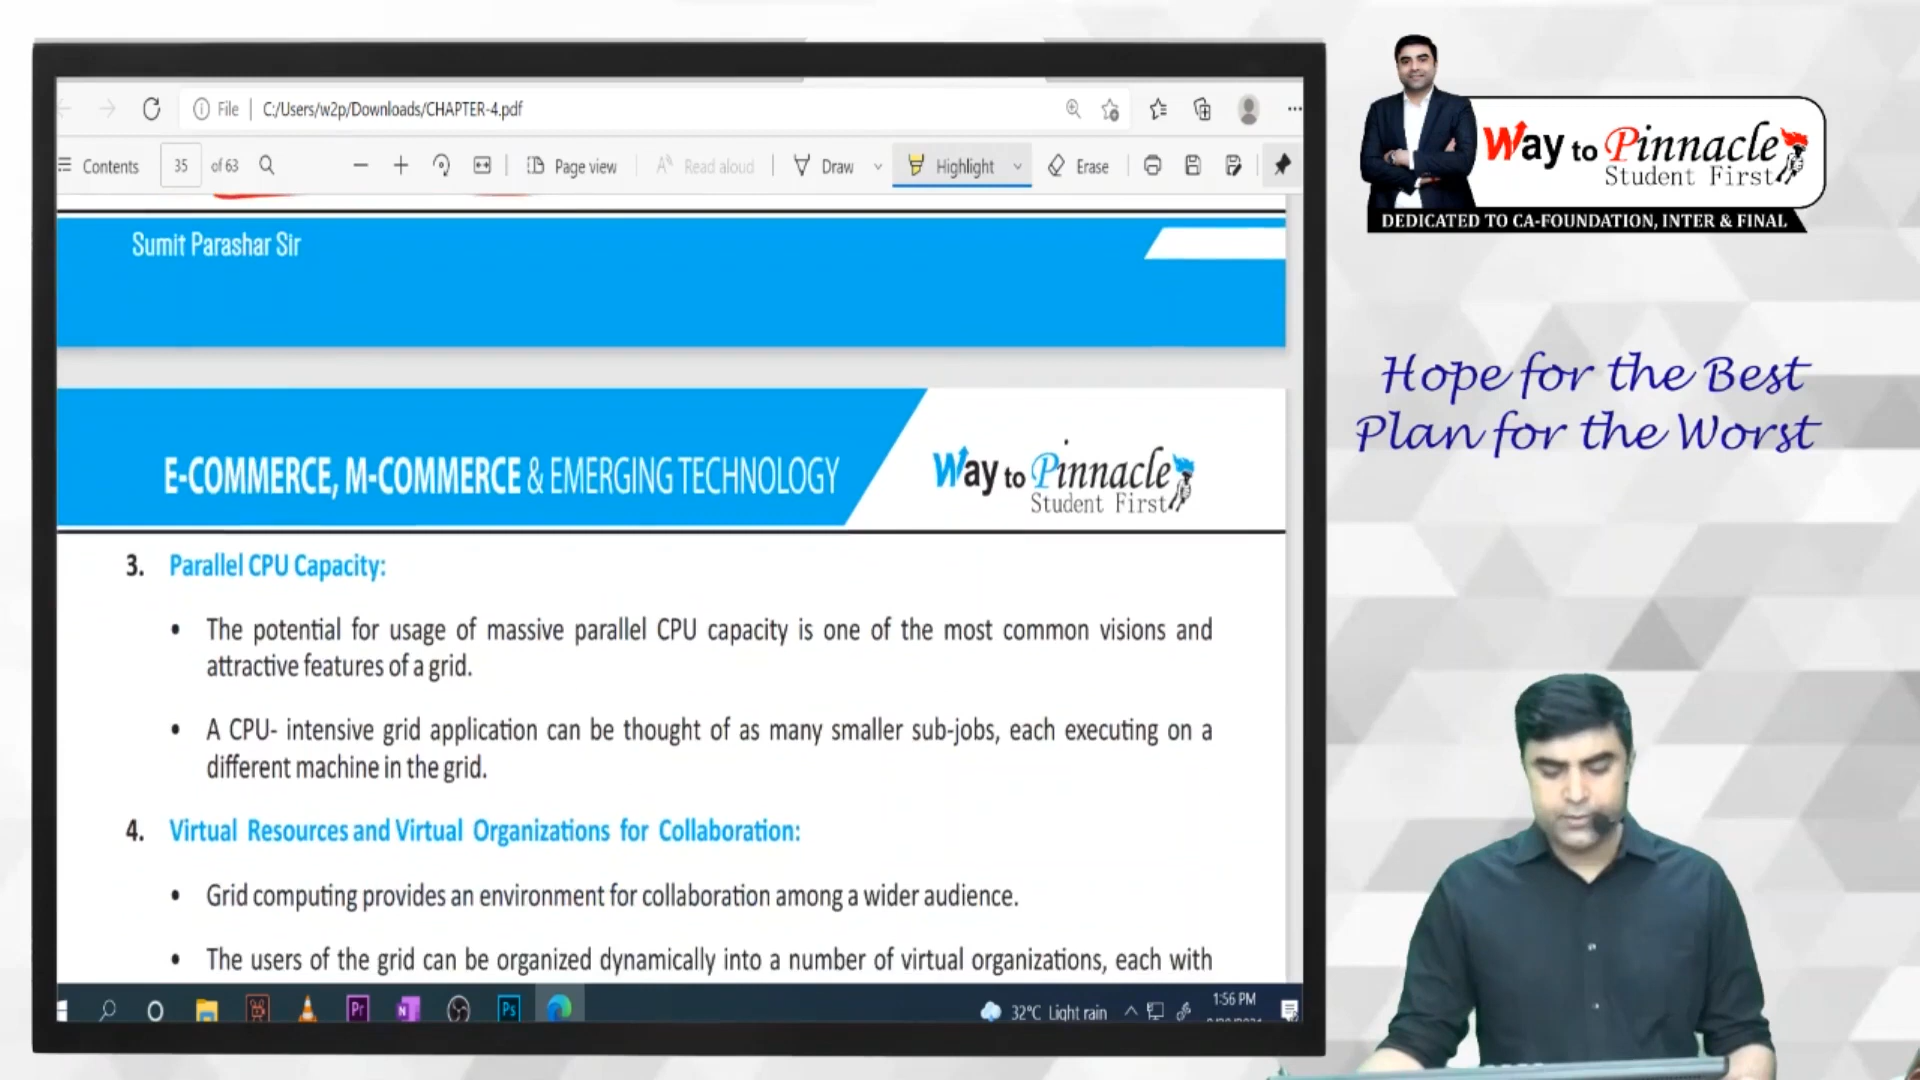 File | C:/Users/w2p/Downloads/CHAPTER-4.pdf
Contents 35 of 63 Page view Read aloud Draw Highlight Erase
Sumit Parashar Sir
E-COMMERCE, M-COMMERCE & EMERGING TECHNOLOGY
Way to Pinnacle
Student First
3. Parallel CPU Capacity:
• The potential for usage of massive parallel CPU capacity is one of the most common visions and
attractive features of a grid.
• A CPU- intensive grid application can be thought of as many smaller sub-jobs, each executing on a
different machine in the grid.
4. Virtual Resources and Virtual Organizations for Collaboration:
• Grid computing provides an environment for collaboration among a wider audience.
• The users of the grid can be organized dynamically into a number of virtual organizations, each with
Pr N Ps 32°C Light rain 1:56 PM
Way to Pinnacle
Student First
DEDICATED TO CA-FOUNDATION, INTER & FINAL
Hope for the Best
Plan for the Worst